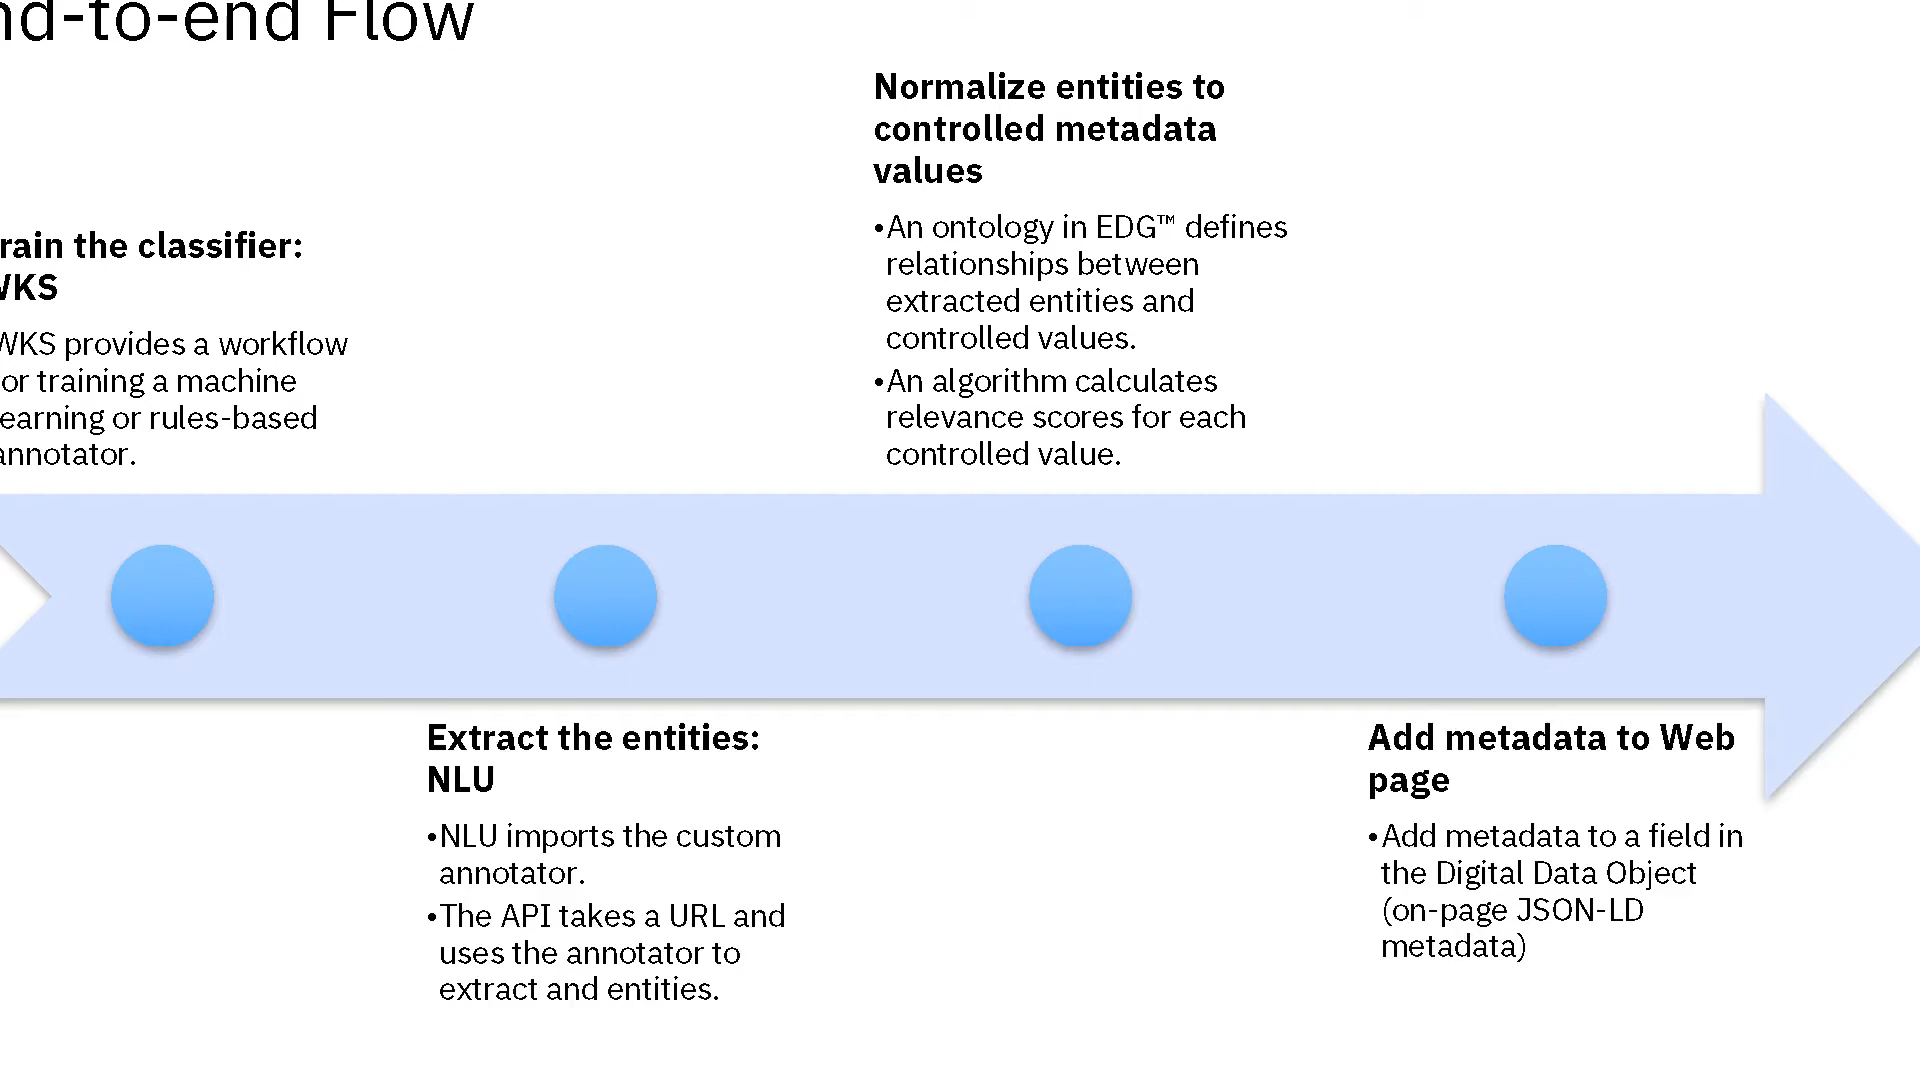 nd-to-end Flow
rain the classifier:
WKS
WKS provides a workflow
or training a machine
earning or rules-based
annotator.
Extract the entities:
NLU
•NLU imports the custom
annotator.
•The API takes a URL and
uses the annotator to
extract and entities.
Normalize entities to
controlled metadata
values
•An ontology in EDG™ defines
relationships between
extracted entities and
controlled values.
•An algorithm calculates
relevance scores for each
controlled value.
Add metadata to Web
page
•Add metadata to a field in
the Digital Data Object
(on-page JSON-LD
metadata)